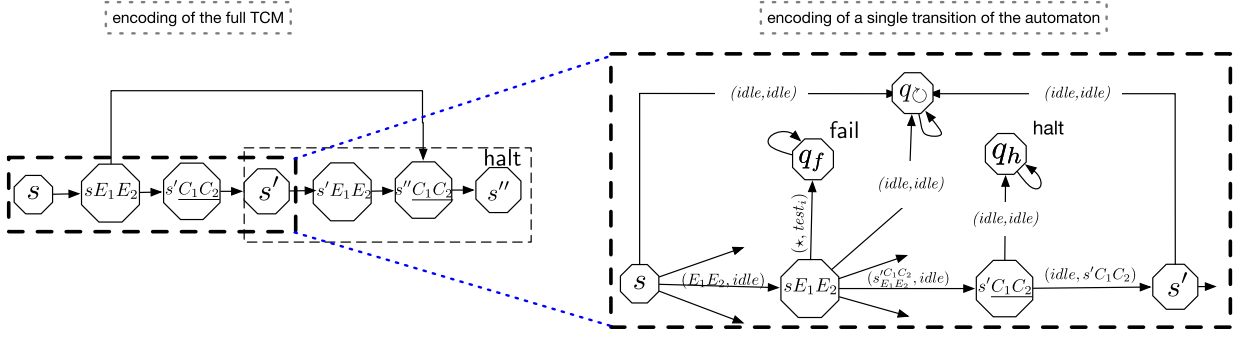 encoding of the full TCM
encoding of a single transition of the automaton
halt
s
sE₁E₂
s′C₁C₂
s′
s′E₁E₂
s″C₁C₂
s″
(idle,idle)
q↻
(idle,idle)
fail
q_f
halt
q_h
(idle,idle)
(⋆, test_i)
(idle,idle)
s
(E₁E₂, idle)
sE₁E₂
(s′C₁C₂ E₁E₂, idle)
s′C₁C₂
(idle, s′C₁C₂)
s′